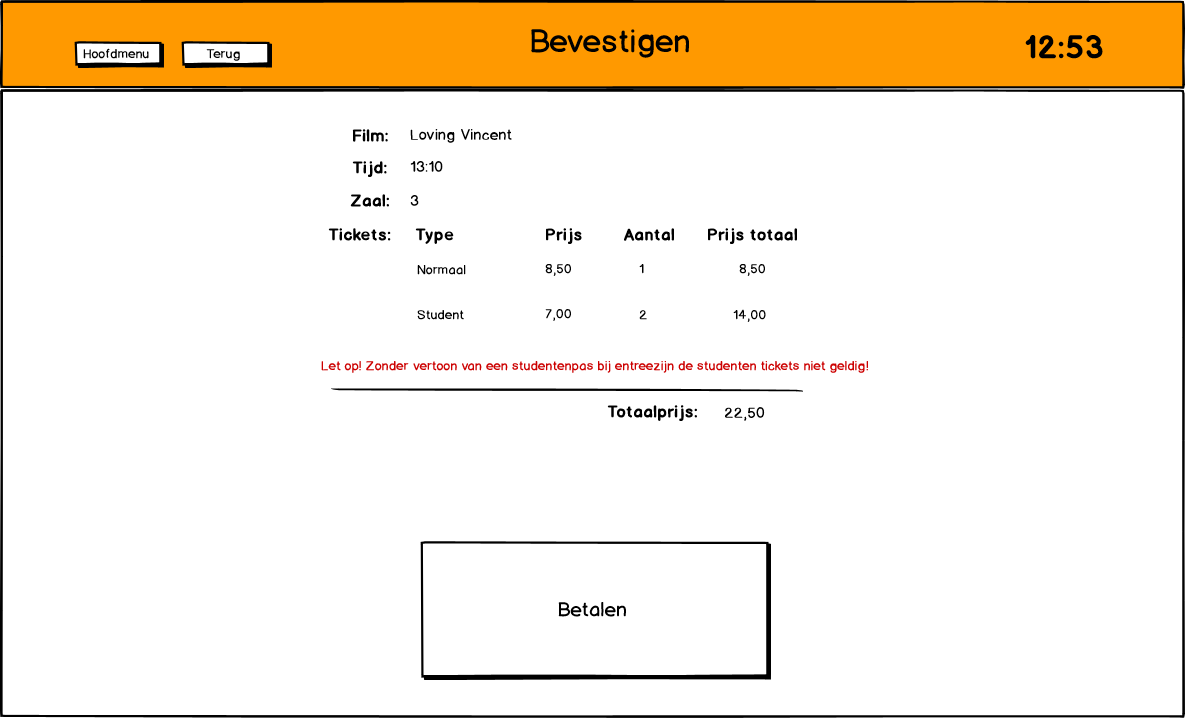 Hoofdmenu Terug Bevestigen 12:53
Film: Loving Vincent
Tijd: 13:10
Zaal: 3
Tickets: Type Prijs Aantal Prijs totaal
Normaal 8,50 1 8,50
Student 7,00 2 14,00
Let op! Zonder vertoon van een studentenpas bij entreezijn de studenten tickets niet geldig!
Totaalprijs: 22,50
Betalen